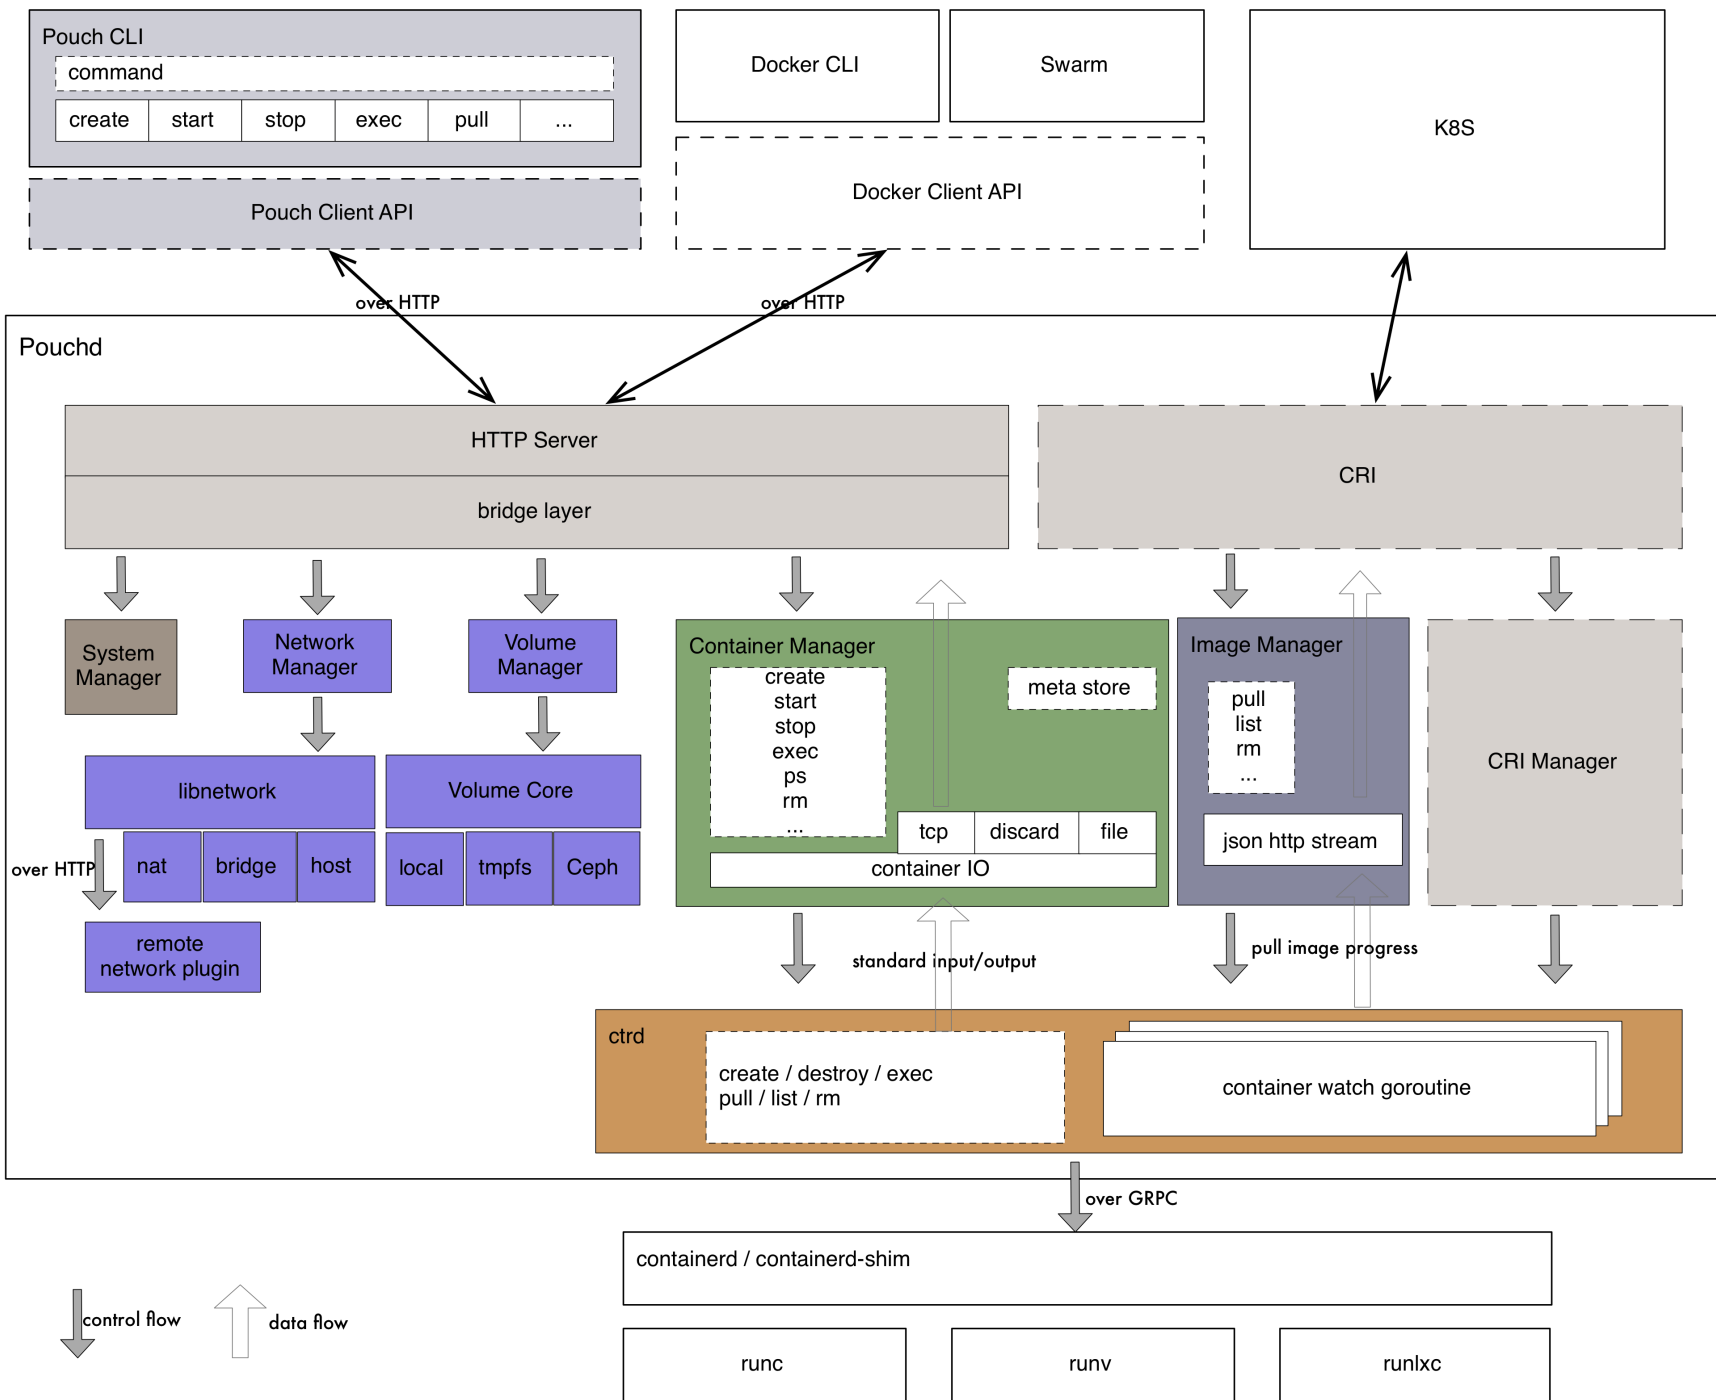 Pouch CLI
command
create
start
stop
exec
pull
...
Pouch Client API
Docker CLI
Swarm
Docker Client API
K8S
over HTTP
over HTTP
Pouchd
HTTP Server
bridge layer
CRI
System
Manager
Network
Manager
Volume
Manager
libnetwork
Volume Core
over HTTP
nat
bridge
host
local
tmpfs
Ceph
remote
network plugin
Container Manager
create
start
stop
exec
ps
rm
...
meta store
tcp
discard
file
container IO
Image Manager
pull
list
rm
...
json http stream
CRI Manager
standard input/output
pull image progress
ctrd
create / destroy / exec
pull / list / rm
container watch goroutine
over GRPC
containerd / containerd-shim
control flow
data flow
runc
runv
runlxc